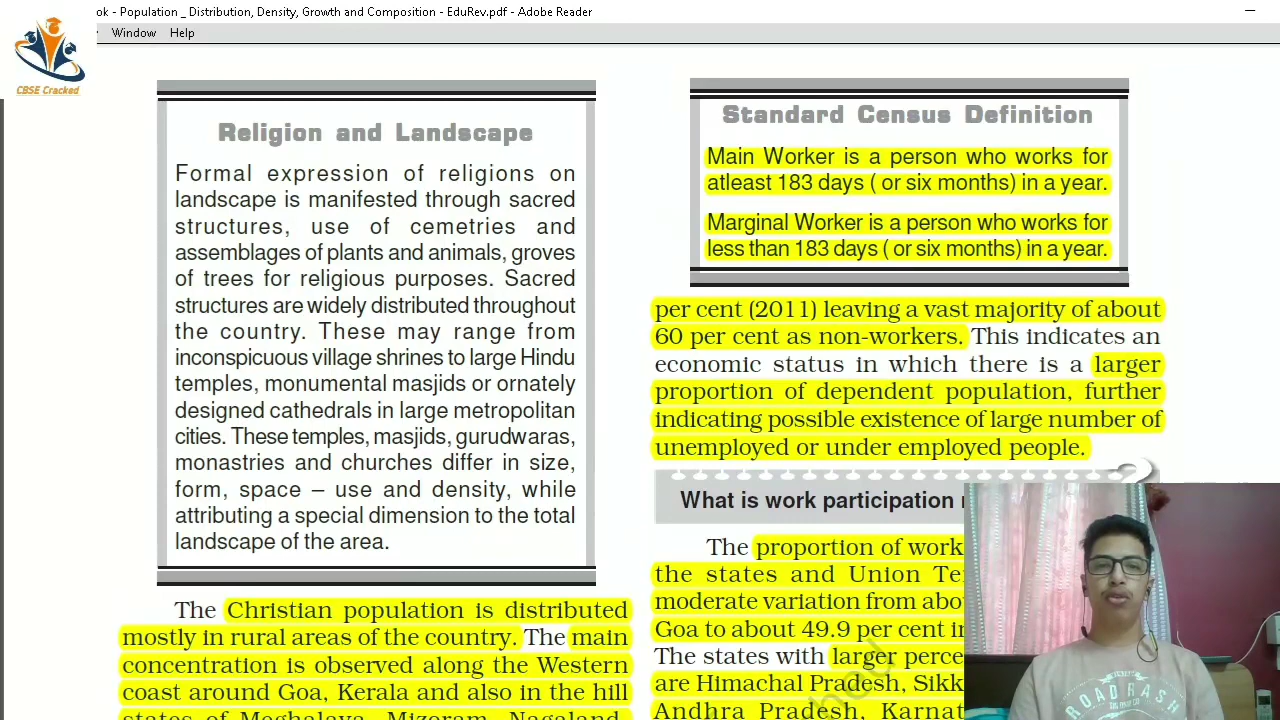 ok - Population _ Distribution, Density, Growth and Composition - EduRev.pdf - Adobe Reader
Window Help
CBSE Cracked
Religion and Landscape
Formal expression of religions on
landscape is manifested through sacred
structures, use of cemetries and
assemblages of plants and animals, groves
of trees for religious purposes. Sacred
structures are widely distributed throughout
the country. These may range from
inconspicuous village shrines to large Hindu
temples, monumental masjids or ornately
designed cathedrals in large metropolitan
cities. These temples, masjids, gurudwaras,
monastries and churches differ in size,
form, space – use and density, while
attributing a special dimension to the total
landscape of the area.
The Christian population is distributed
mostly in rural areas of the country. The main
concentration is observed along the Western
coast around Goa, Kerala and also in the hill
states of Meghalaya, Mizoram, Nagaland,
Standard Census Definition
Main Worker is a person who works for
atleast 183 days ( or six months) in a year.
Marginal Worker is a person who works for
less than 183 days ( or six months) in a year.
per cent (2011) leaving a vast majority of about
60 per cent as non-workers. This indicates an
economic status in which there is a larger
proportion of dependent population, further
indicating possible existence of large number of
unemployed or under employed people.
What is work participation
The proportion of work
the states and Union Te
moderate variation from abo
Goa to about 49.9 per cent in
The states with larger perce
are Himachal Pradesh, Sikk
Andhra Pradesh, Karnat
ROAD RASH